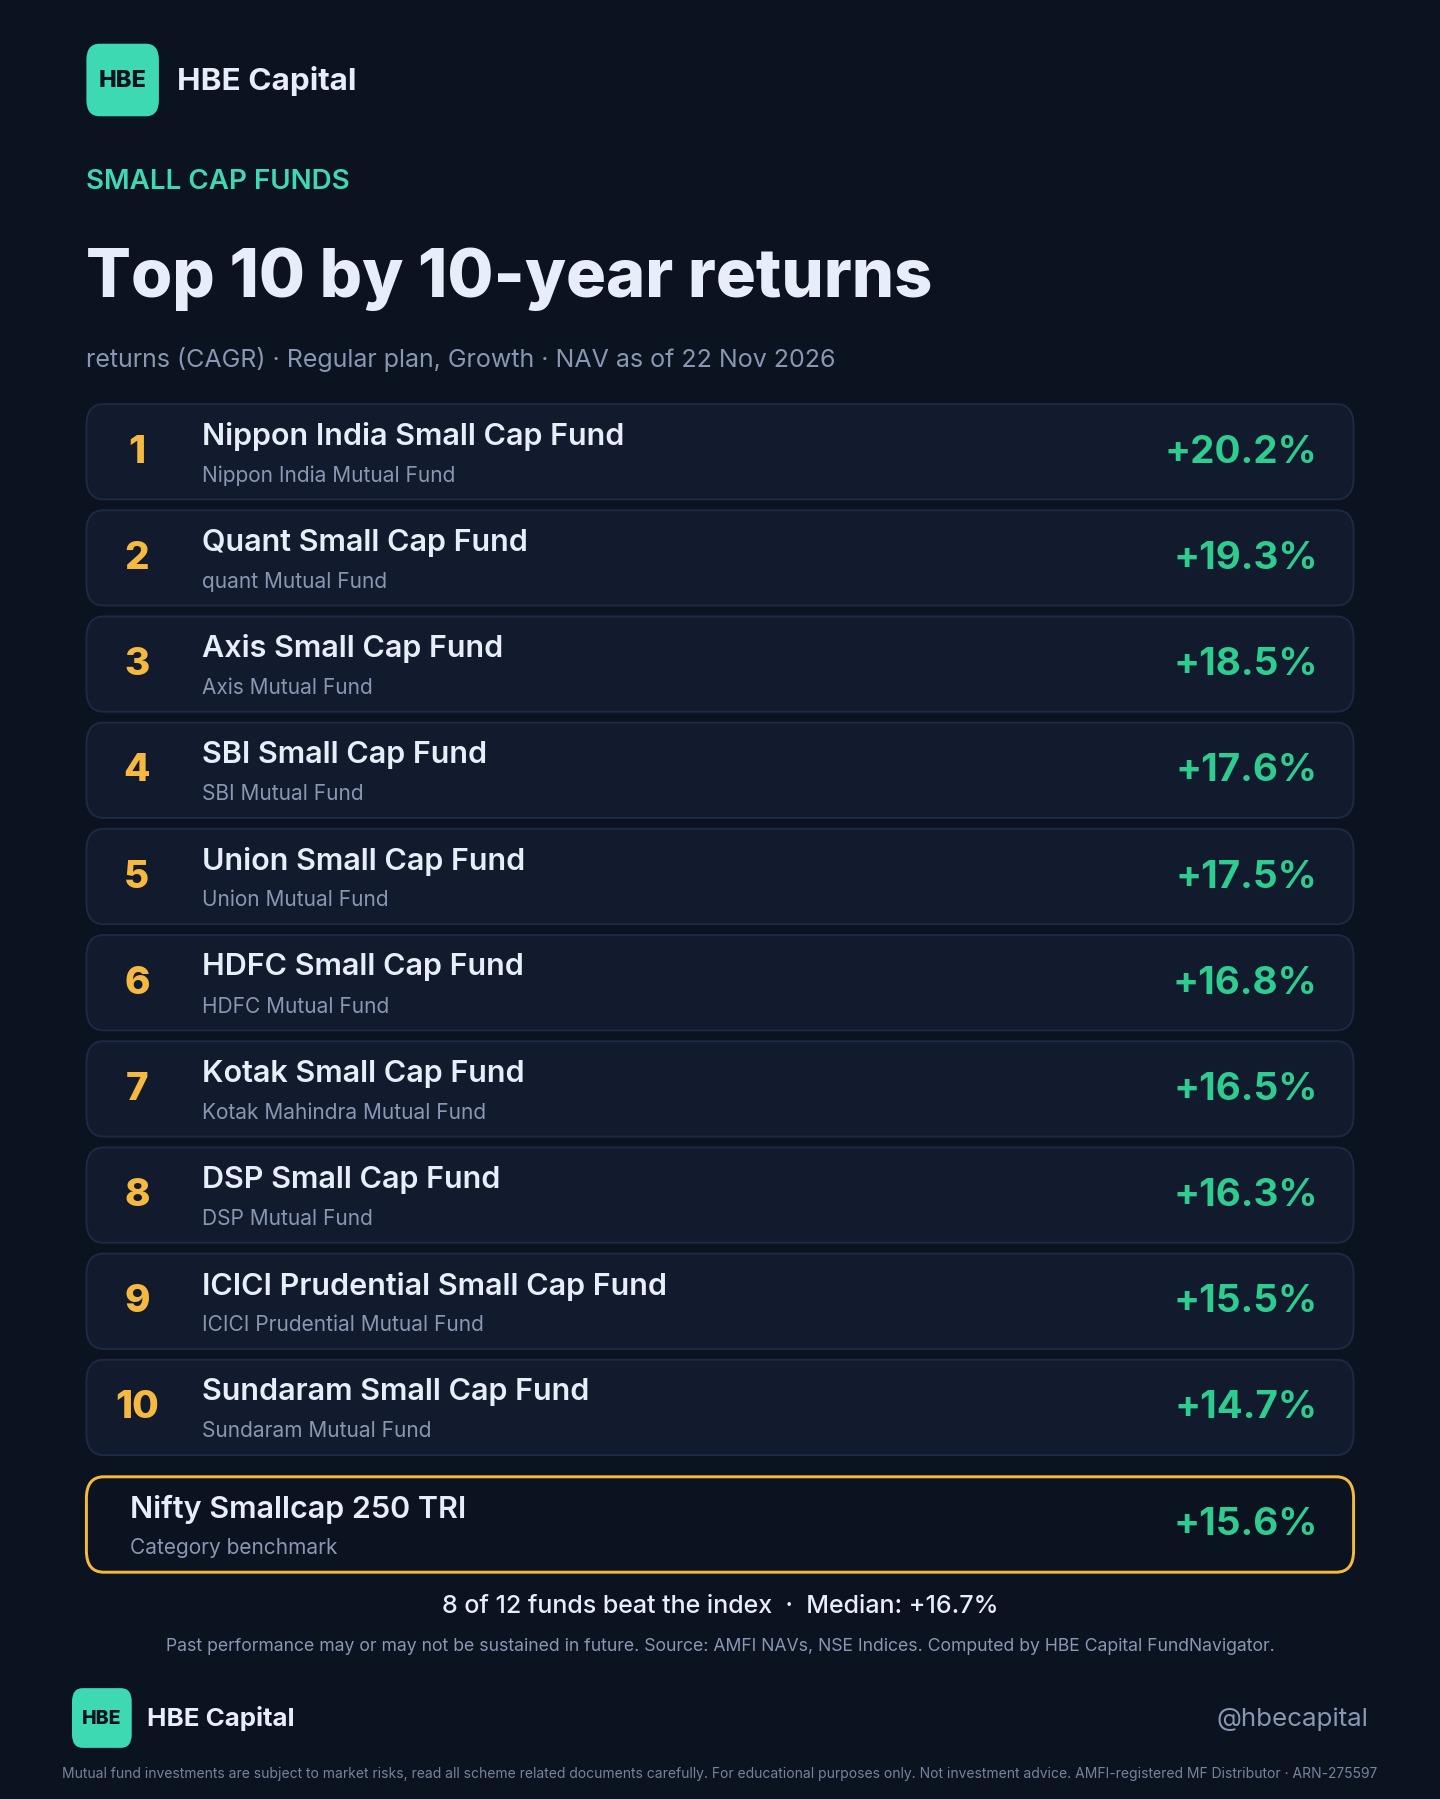 HBE
HBE Capital
SMALL CAP FUNDS
Top 10 by 10-year returns
returns (CAGR) · Regular plan, Growth · NAV as of 22 Nov 2026
1
Nippon India Small Cap Fund
Nippon India Mutual Fund
+20.2%
2
Quant Small Cap Fund
quant Mutual Fund
+19.3%
3
Axis Small Cap Fund
Axis Mutual Fund
+18.5%
4
SBI Small Cap Fund
SBI Mutual Fund
+17.6%
5
Union Small Cap Fund
Union Mutual Fund
+17.5%
6
HDFC Small Cap Fund
HDFC Mutual Fund
+16.8%
7
Kotak Small Cap Fund
Kotak Mahindra Mutual Fund
+16.5%
8
DSP Small Cap Fund
DSP Mutual Fund
+16.3%
9
ICICI Prudential Small Cap Fund
ICICI Prudential Mutual Fund
+15.5%
10
Sundaram Small Cap Fund
Sundaram Mutual Fund
+14.7%
Nifty Smallcap 250 TRI
Category benchmark
+15.6%
8 of 12 funds beat the index · Median: +16.7%
Past performance may or may not be sustained in future. Source: AMFI NAVs, NSE Indices. Computed by HBE Capital FundNavigator.
HBE
HBE Capital
@hbecapital
Mutual fund investments are subject to market risks, read all scheme related documents carefully. For educational purposes only. Not investment advice. AMFI-registered MF Distributor · ARN-275597